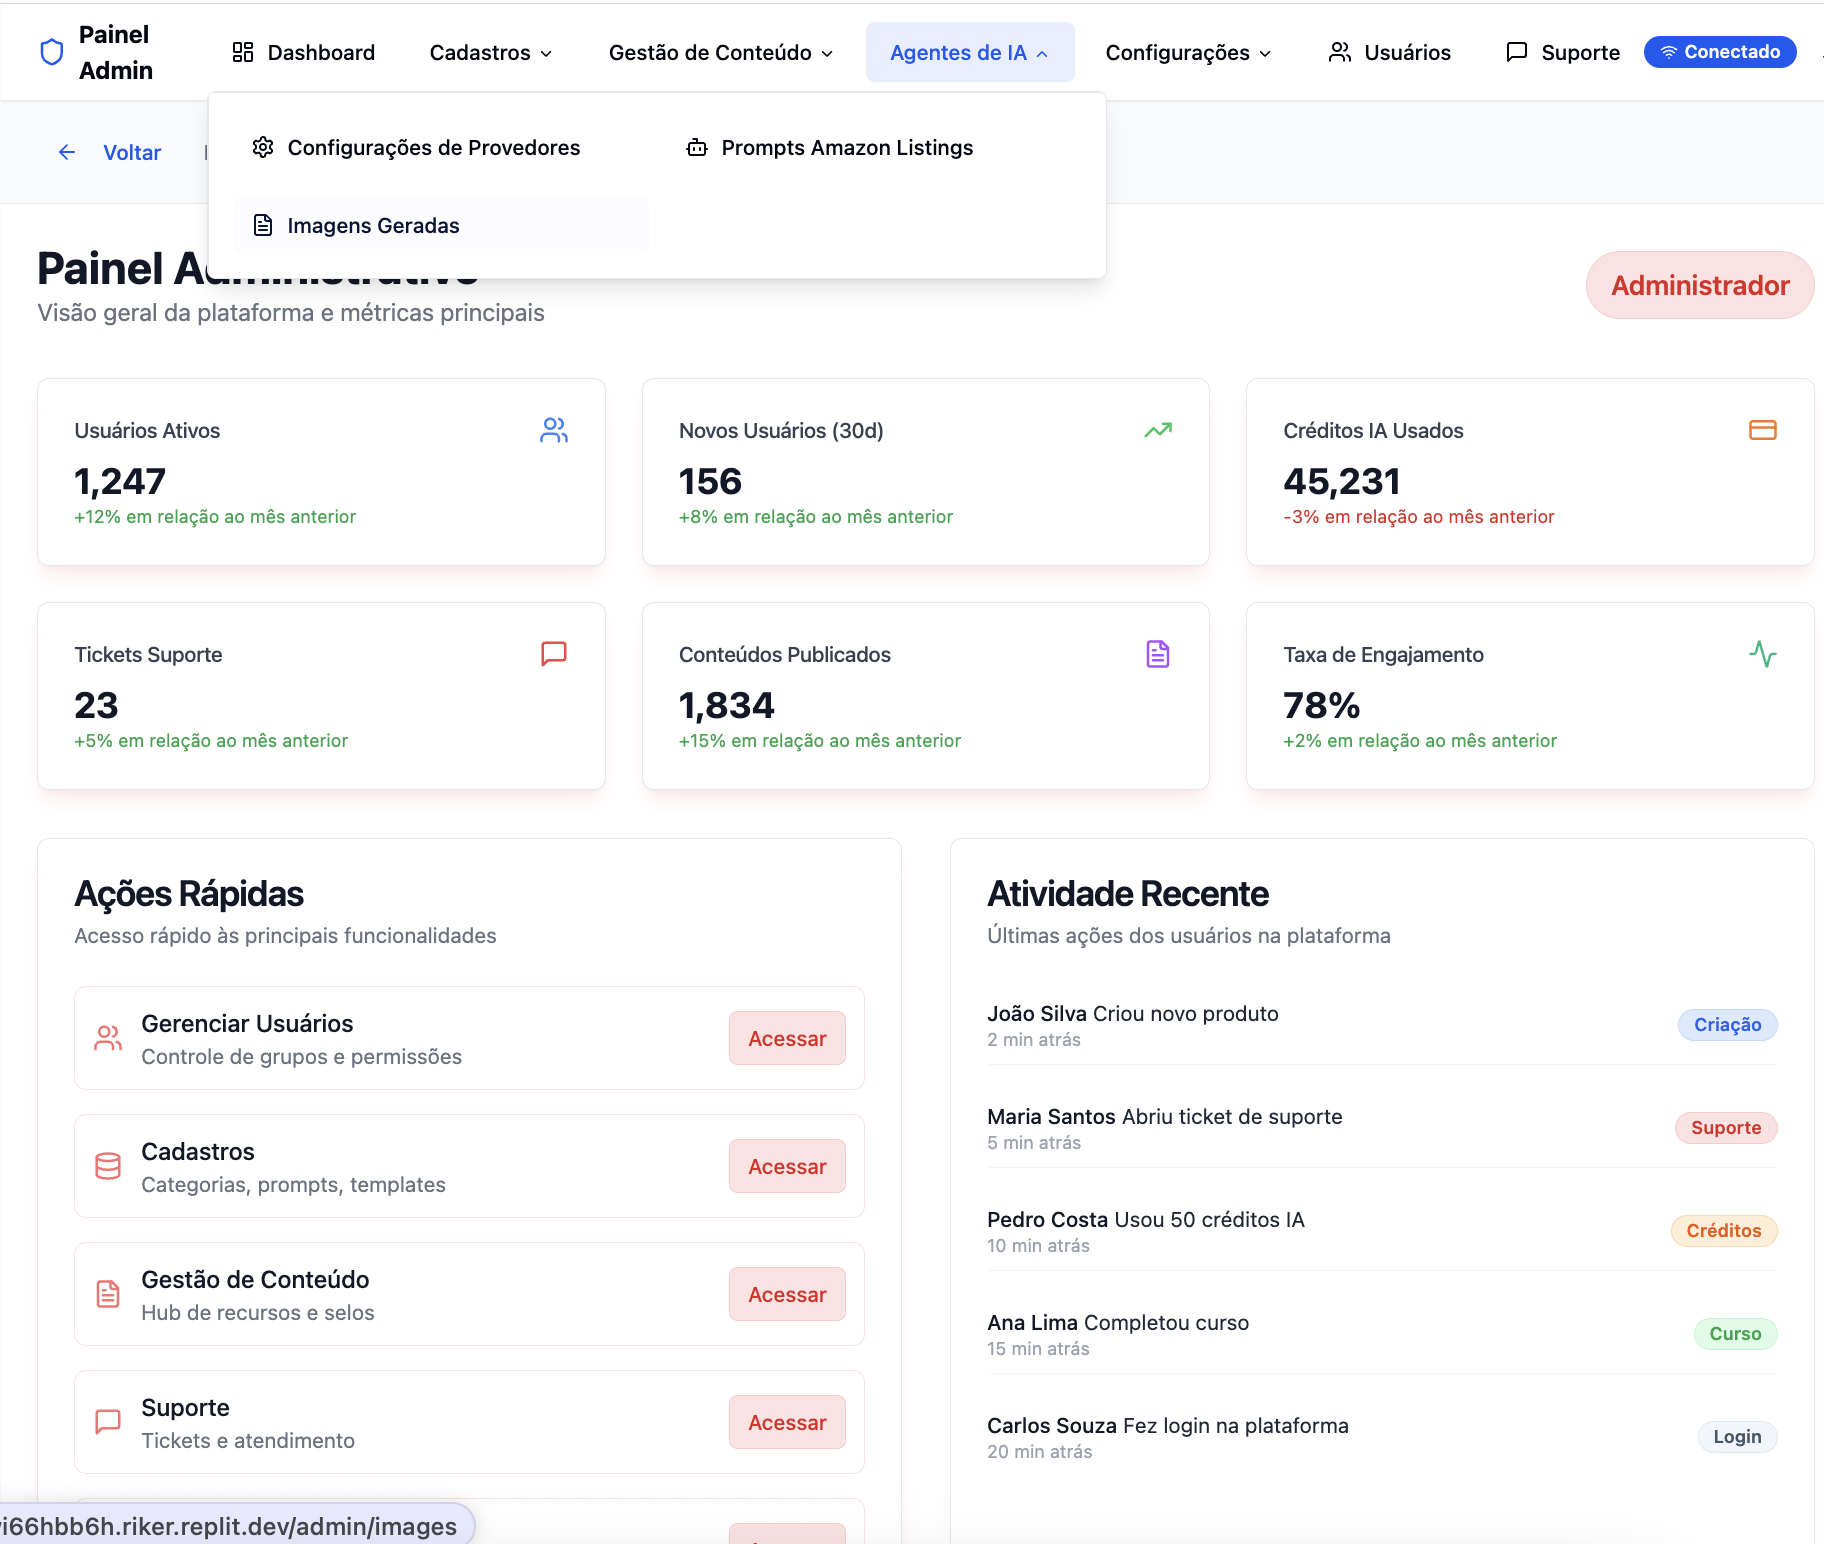 Painel
Admin
Dashboard
Cadastros
Gestão de Conteúdo
Agentes de IA
Configurações
Usuários
Suporte
Conectado
Voltar
Configurações de Provedores
Prompts Amazon Listings
Imagens Geradas
Painel Administrativo
Visão geral da plataforma e métricas principais
Administrador
Usuários Ativos
1,247
+12% em relação ao mês anterior
Novos Usuários (30d)
156
+8% em relação ao mês anterior
Créditos IA Usados
45,231
-3% em relação ao mês anterior
Tickets Suporte
23
+5% em relação ao mês anterior
Conteúdos Publicados
1,834
+15% em relação ao mês anterior
Taxa de Engajamento
78%
+2% em relação ao mês anterior
Ações Rápidas
Acesso rápido às principais funcionalidades
Gerenciar Usuários
Controle de grupos e permissões
Acessar
Cadastros
Categorias, prompts, templates
Acessar
Gestão de Conteúdo
Hub de recursos e selos
Acessar
Suporte
Tickets e atendimento
Acessar
Atividade Recente
Últimas ações dos usuários na plataforma
João Silva Criou novo produto
2 min atrás
Criação
Maria Santos Abriu ticket de suporte
5 min atrás
Suporte
Pedro Costa Usou 50 créditos IA
10 min atrás
Créditos
Ana Lima Completou curso
15 min atrás
Curso
Carlos Souza Fez login na plataforma
20 min atrás
Login
i66hbb6h.riker.replit.dev/admin/images